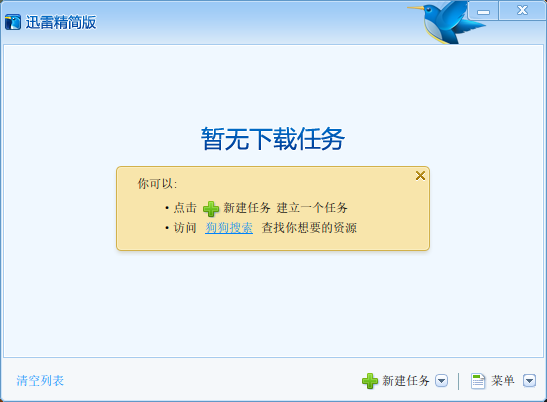 迅雷精简版
暂无下载任务
你可以:
• 点击 新建任务 建立一个任务
• 访问 狗狗搜索 查找你想要的资源
清空列表
新建任务
菜单